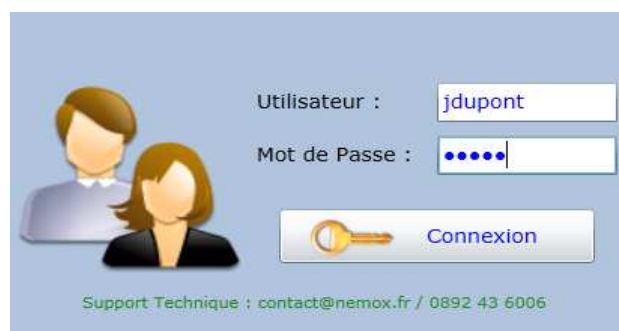 Utilisateur : jdupont
Mot de Passe : •••••
Connexion
Support Technique : contact@nemox.fr / 0892 43 6006